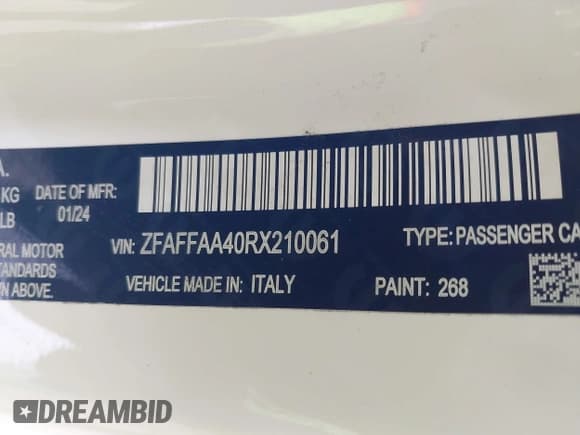 A.
KG
LB
DATE OF MFR:
01/24
RAL MOTOR
TANDARDS
N ABOVE.
VIN: ZFAFFAA40RX210061
TYPE: PASSENGER CA
VEHICLE MADE IN: ITALY
PAINT: 268
DREAMBID